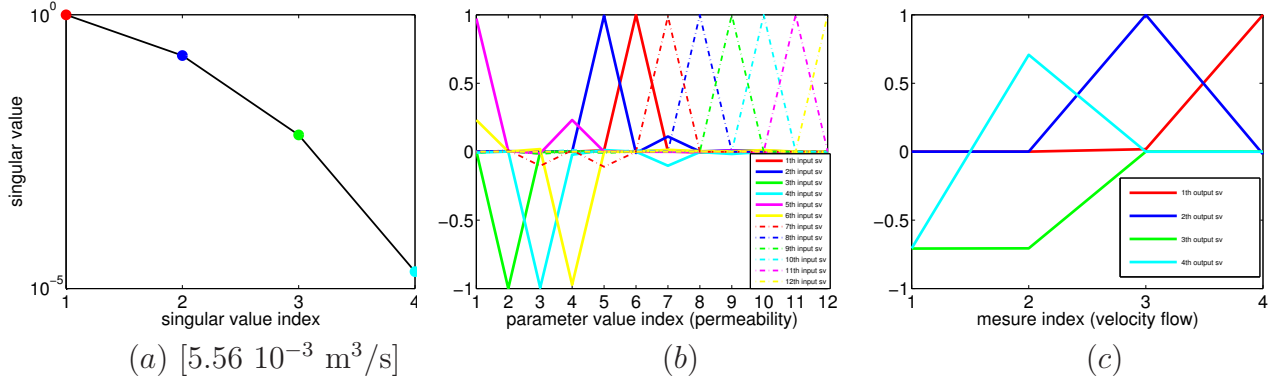 10^0
10^-5
1
2
3
4
singular value
singular value index
(a) [5.56 10^-3 m^3/s]
1
0.5
0
−0.5
−1
1 2 3 4 5 6 7 8 9 10 11 12
parameter value index (permeability)
1th input sv
2th input sv
3th input sv
4th input sv
5th input sv
6th input sv
7th input sv
8th input sv
9th input sv
10th input sv
11th input sv
12th input sv
(b)
1
0.5
0
−0.5
−1
1 2 3 4
mesure index (velocity flow)
1th output sv
2th output sv
3th output sv
4th output sv
(c)